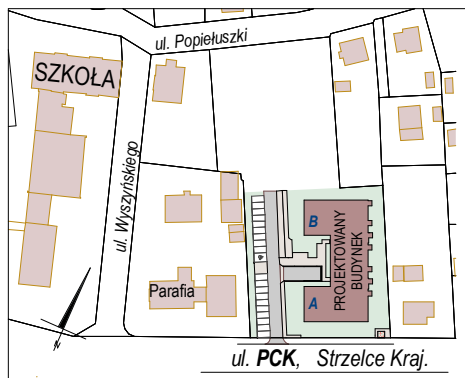 ul. Popiełuszki
SZKOŁA
ul. Wyszyńskiego
B
PROJEKTOWANY
BUDYNEK
A
Parafia
N
ul. PCK, Strzelce Kraj.